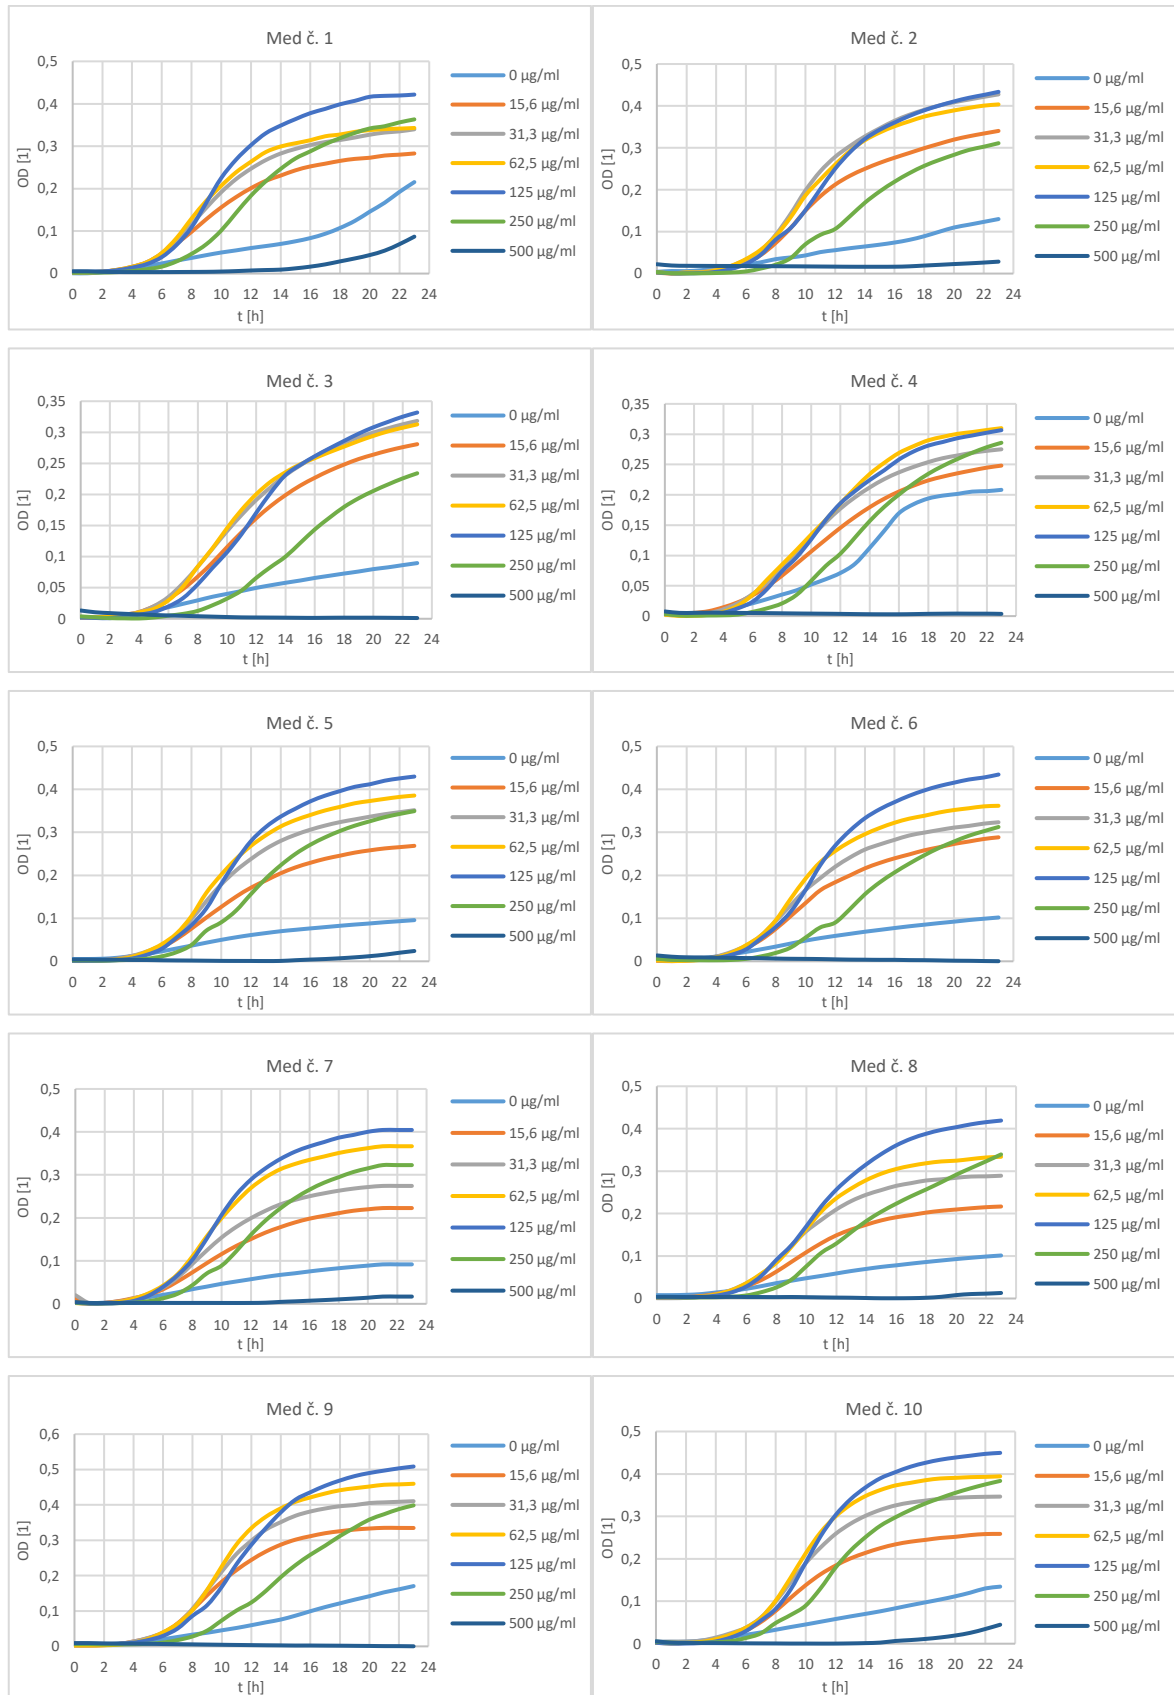 Med č. 1
0,5
0,4
0,3
0,2
0,1
0
OD [1]
0 2 4 6 8 10 12 14 16 18 20 22 24
t [h]
0 µg/ml
15,6 µg/ml
31,3 µg/ml
62,5 µg/ml
125 µg/ml
250 µg/ml
500 µg/ml
Med č. 2
0,5
0,4
0,3
0,2
0,1
0
OD [1]
0 2 4 6 8 10 12 14 16 18 20 22 24
t [h]
0 µg/ml
15,6 µg/ml
31,3 µg/ml
62,5 µg/ml
125 µg/ml
250 µg/ml
500 µg/ml
Med č. 3
0,35
0,3
0,25
0,2
0,15
0,1
0,05
0
OD [1]
0 2 4 6 8 10 12 14 16 18 20 22 24
t [h]
0 µg/ml
15,6 µg/ml
31,3 µg/ml
62,5 µg/ml
125 µg/ml
250 µg/ml
500 µg/ml
Med č. 4
0,35
0,3
0,25
0,2
0,15
0,1
0,05
0
OD [1]
0 2 4 6 8 10 12 14 16 18 20 22 24
t [h]
0 µg/ml
15,6 µg/ml
31,3 µg/ml
62,5 µg/ml
125 µg/ml
250 µg/ml
500 µg/ml
Med č. 5
0,5
0,4
0,3
0,2
0,1
0
OD [1]
0 2 4 6 8 10 12 14 16 18 20 22 24
t [h]
0 µg/ml
15,6 µg/ml
31,3 µg/ml
62,5 µg/ml
125 µg/ml
250 µg/ml
500 µg/ml
Med č. 6
0,5
0,4
0,3
0,2
0,1
0
OD [1]
0 2 4 6 8 10 12 14 16 18 20 22 24
t [h]
0 µg/ml
15,6 µg/ml
31,3 µg/ml
62,5 µg/ml
125 µg/ml
250 µg/ml
500 µg/ml
Med č. 7
0,5
0,4
0,3
0,2
0,1
0
OD [1]
0 2 4 6 8 10 12 14 16 18 20 22 24
t [h]
0 µg/ml
15,6 µg/ml
31,3 µg/ml
62,5 µg/ml
125 µg/ml
250 µg/ml
500 µg/ml
Med č. 8
0,5
0,4
0,3
0,2
0,1
0
OD [1]
0 2 4 6 8 10 12 14 16 18 20 22 24
t [h]
0 µg/ml
15,6 µg/ml
31,3 µg/ml
62,5 µg/ml
125 µg/ml
250 µg/ml
500 µg/ml
Med č. 9
0,6
0,5
0,4
0,3
0,2
0,1
0
OD [1]
0 2 4 6 8 10 12 14 16 18 20 22 24
t [h]
0 µg/ml
15,6 µg/ml
31,3 µg/ml
62,5 µg/ml
125 µg/ml
250 µg/ml
500 µg/ml
Med č. 10
0,5
0,4
0,3
0,2
0,1
0
OD [1]
0 2 4 6 8 10 12 14 16 18 20 22 24
t [h]
0 µg/ml
15,6 µg/ml
31,3 µg/ml
62,5 µg/ml
125 µg/ml
250 µg/ml
500 µg/ml